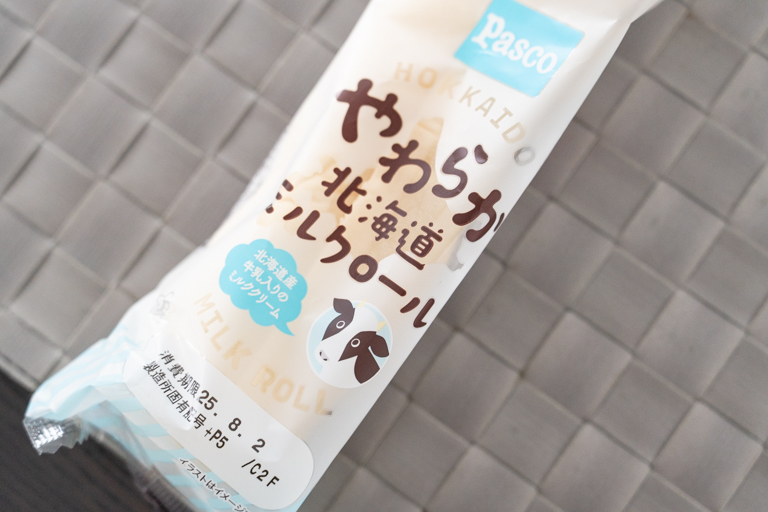 Pasco
HOKKAIDO
やわらか
北海道
ミルクロール
北海道産
牛乳入りの
ミルククリーム
MILK ROLL
消費期限25.8.2
製造所固有記号+P5 /C2F
イラストはイメージ